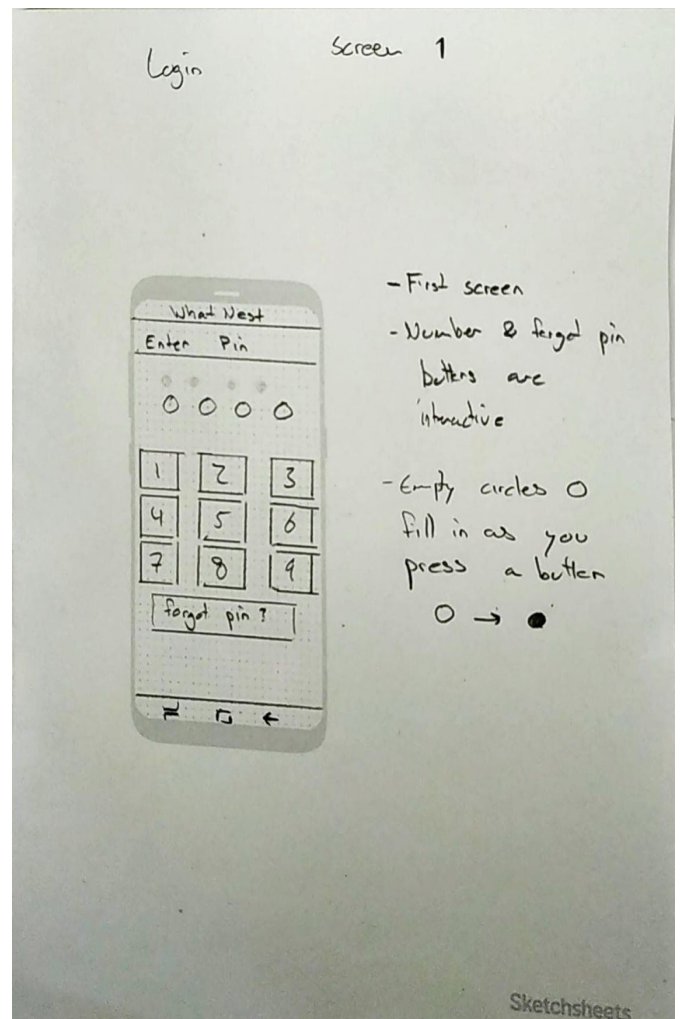 Login
Screen 1
What Nest
Enter Pin
1 2 3
4 5 6
7 8 9
forgot pin ?
- First screen
- Number & forgot pin
buttons are
interactive
- Empty circles O
fill in as you
press a button
O → ●
Sketchsheets